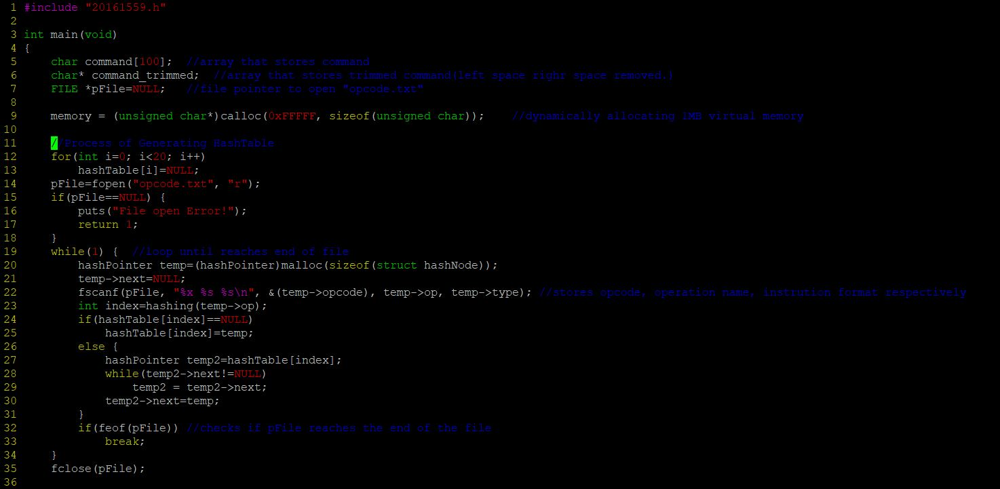 1 #include "20161559.h"
2
3 int main(void)
4 {
5     char command[100];  //array that stores command
6     char* command_trimmed;  //array that stores trimmed command(left space righr space removed.)
7     FILE *pFile=NULL;   //file pointer to open "opcode.txt"
8
9     memory = (unsigned char*)calloc(0xFFFFF, sizeof(unsigned char));    //dynamically allocating 1MB virtual memory
10
11     //Process of Generating HashTable
12     for(int i=0; i<20; i++)
13         hashTable[i]=NULL;
14     pFile=fopen("opcode.txt", "r");
15     if(pFile==NULL) {
16         puts("File open Error!");
17         return 1;
18     }
19     while(1) {  //loop until reaches end of file
20         hashPointer temp=(hashPointer)malloc(sizeof(struct hashNode));
21         temp->next=NULL;
22         fscanf(pFile, "%x %s %s\n", &(temp->opcode), temp->op, temp->type); //stores opcode, operation name, instrution format respectively
23         int index=hashing(temp->op);
24         if(hashTable[index]==NULL)
25             hashTable[index]=temp;
26         else {
27             hashPointer temp2=hashTable[index];
28             while(temp2->next!=NULL)
29                 temp2 = temp2->next;
30             temp2->next=temp;
31         }
32         if(feof(pFile)) //checks if pFile reaches the end of the file
33             break;
34     }
35     fclose(pFile);
36